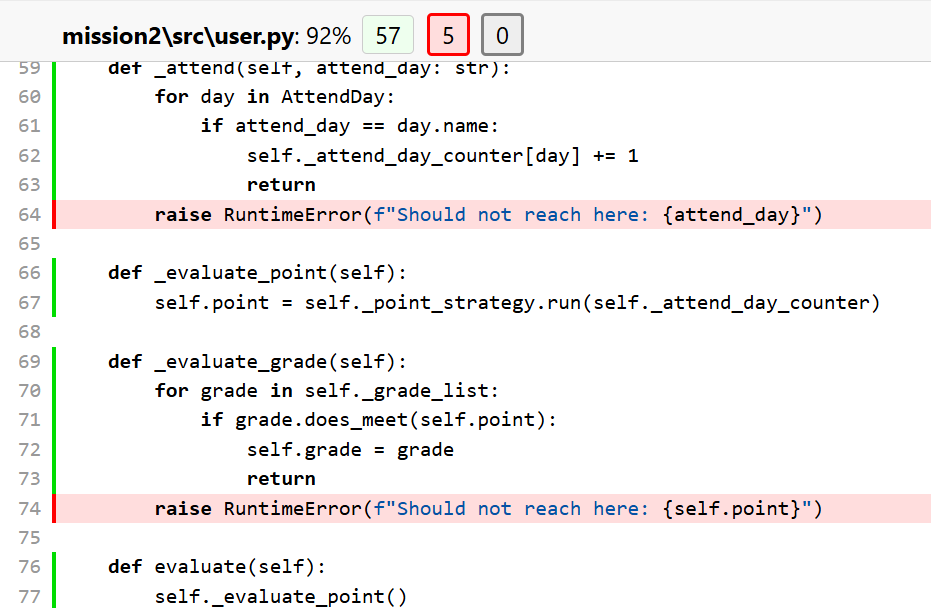 mission2\src\user.py: 92% 57 5 0
59 def _attend(self, attend_day: str):
60 for day in AttendDay:
61 if attend_day == day.name:
62 self._attend_day_counter[day] += 1
63 return
64 raise RuntimeError(f"Should not reach here: {attend_day}")
65
66 def _evaluate_point(self):
67 self.point = self._point_strategy.run(self._attend_day_counter)
68
69 def _evaluate_grade(self):
70 for grade in self._grade_list:
71 if grade.does_meet(self.point):
72 self.grade = grade
73 return
74 raise RuntimeError(f"Should not reach here: {self.point}")
75
76 def evaluate(self):
77 self._evaluate_point()